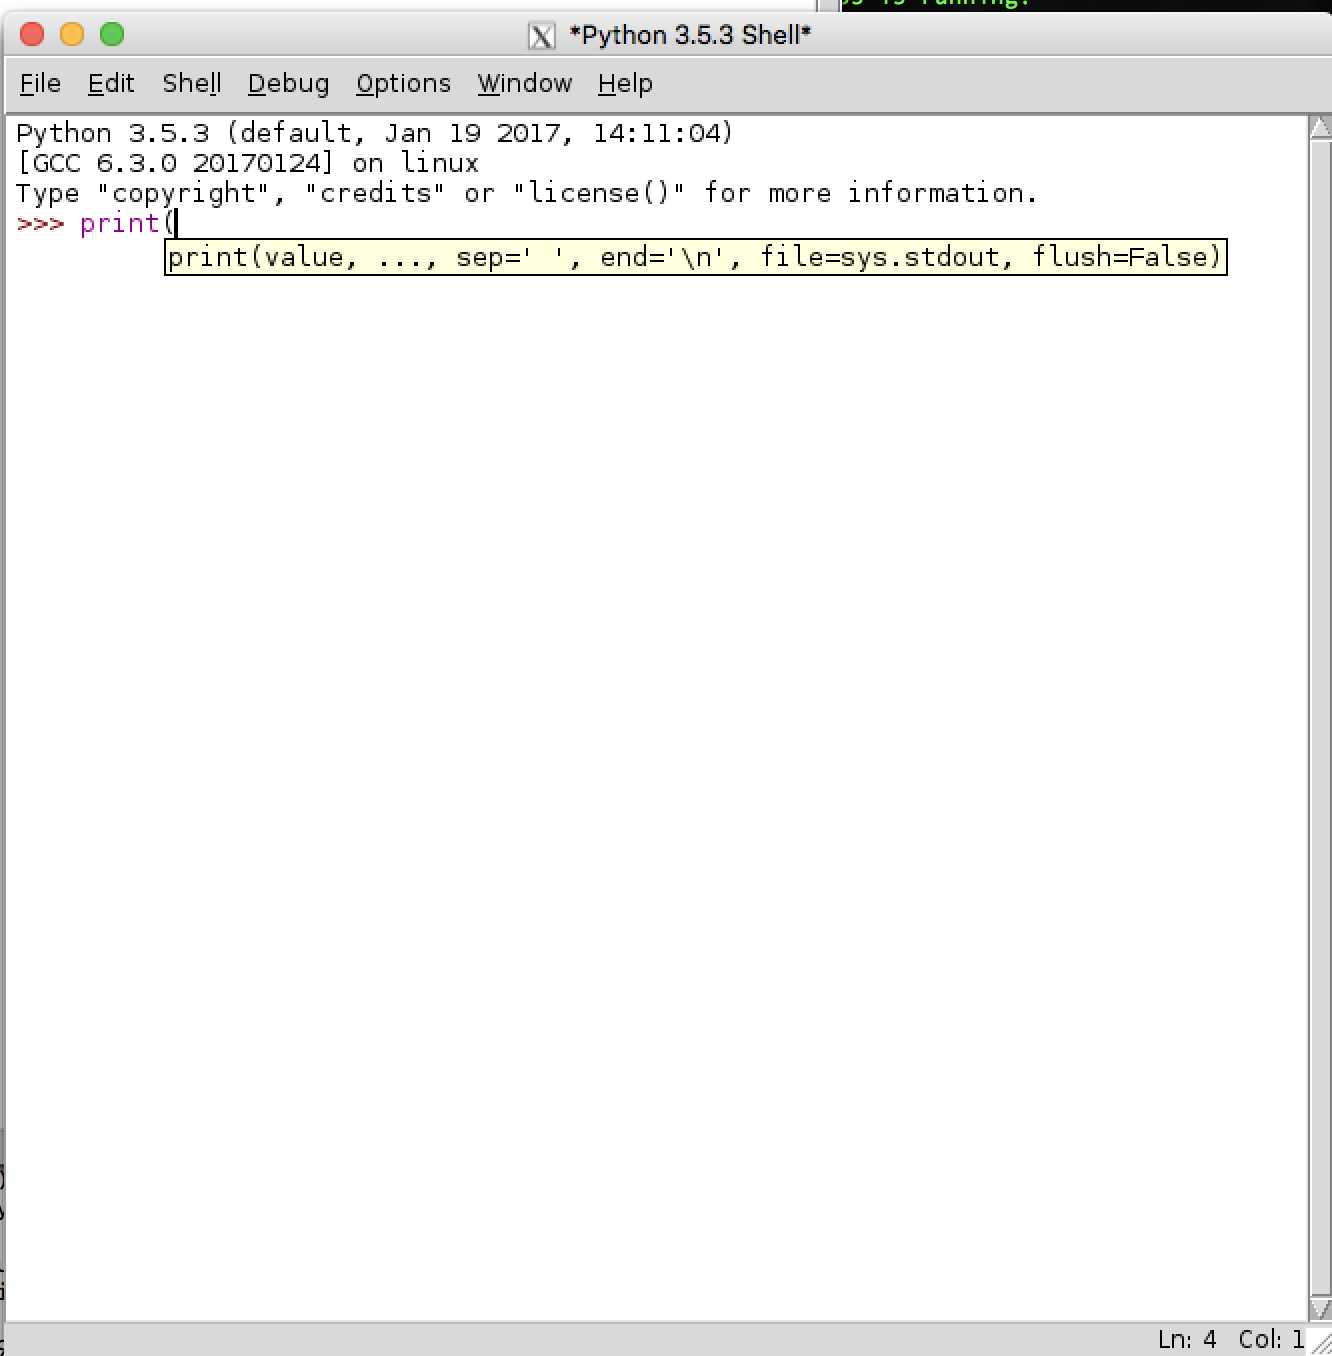 is running.
*Python 3.5.3 Shell*
File Edit Shell Debug Options Window Help
Python 3.5.3 (default, Jan 19 2017, 14:11:04)
[GCC 6.3.0 20170124] on linux
Type "copyright", "credits" or "license()" for more information.
>>> print(
print(value, ..., sep=' ', end='\n', file=sys.stdout, flush=False)
Ln: 4 Col: 1